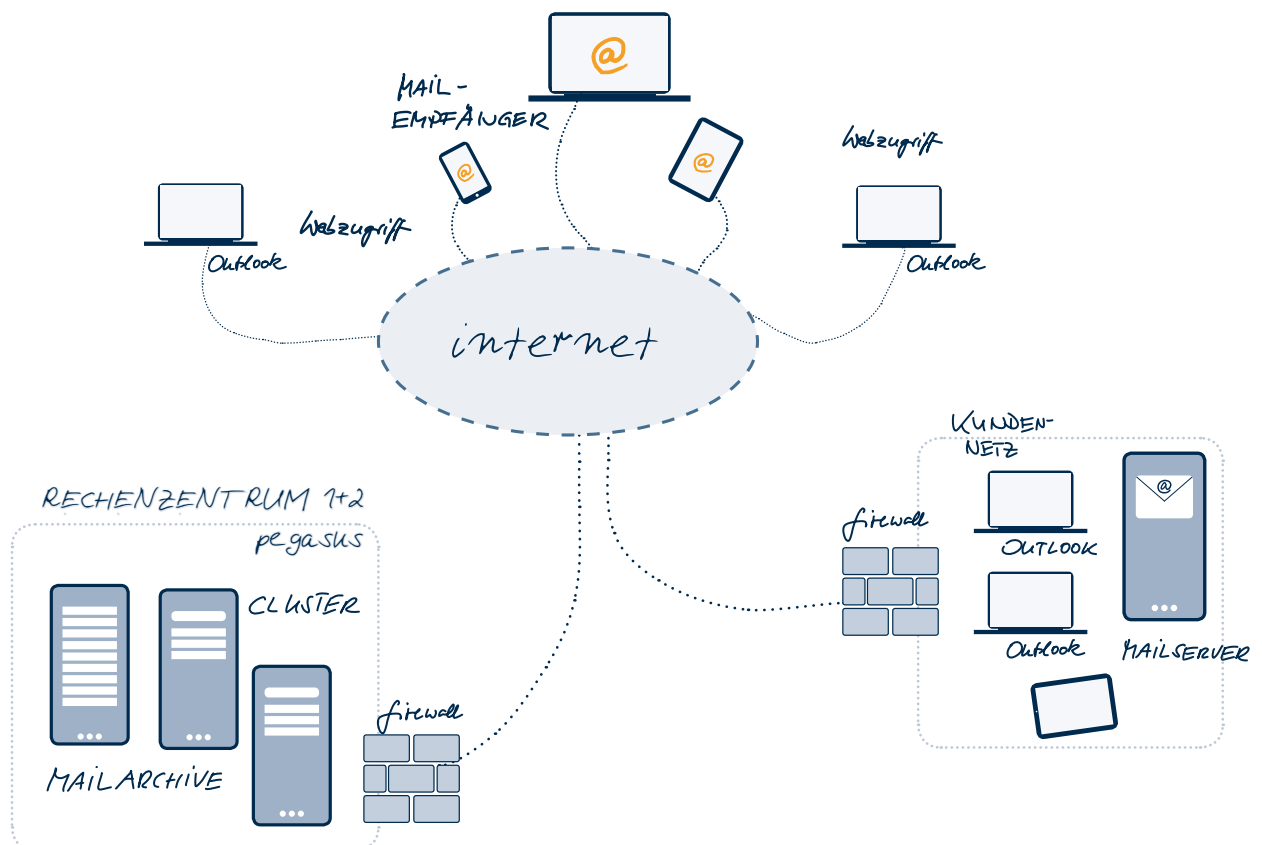 @
MAIL-
EMPFÄNGER
@
@
Webzugriff
Webzugriff
Outlook
Outlook
internet
KUNDEN-
NETZ
@
RECHENZENTRUM 1+2
pegasus
firewall
OUTLOOK
CLUSTER
Outlook
MAILSERVER
firewall
MAILARCHIVE